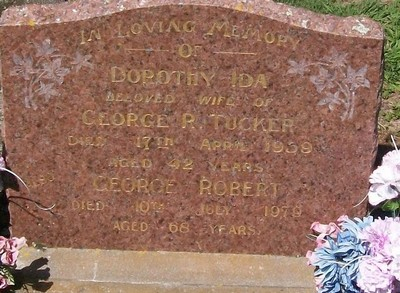 IN LOVING MEMORY
OF
DOROTHY IDA
BELOVED WIFE OF
GEORGE R. TUCKER
DIED 17TH APRIL 1959
AGED 42 YEARS
GEORGE ROBERT
DIED 10TH JULY 1979
AGED 68 YEARS